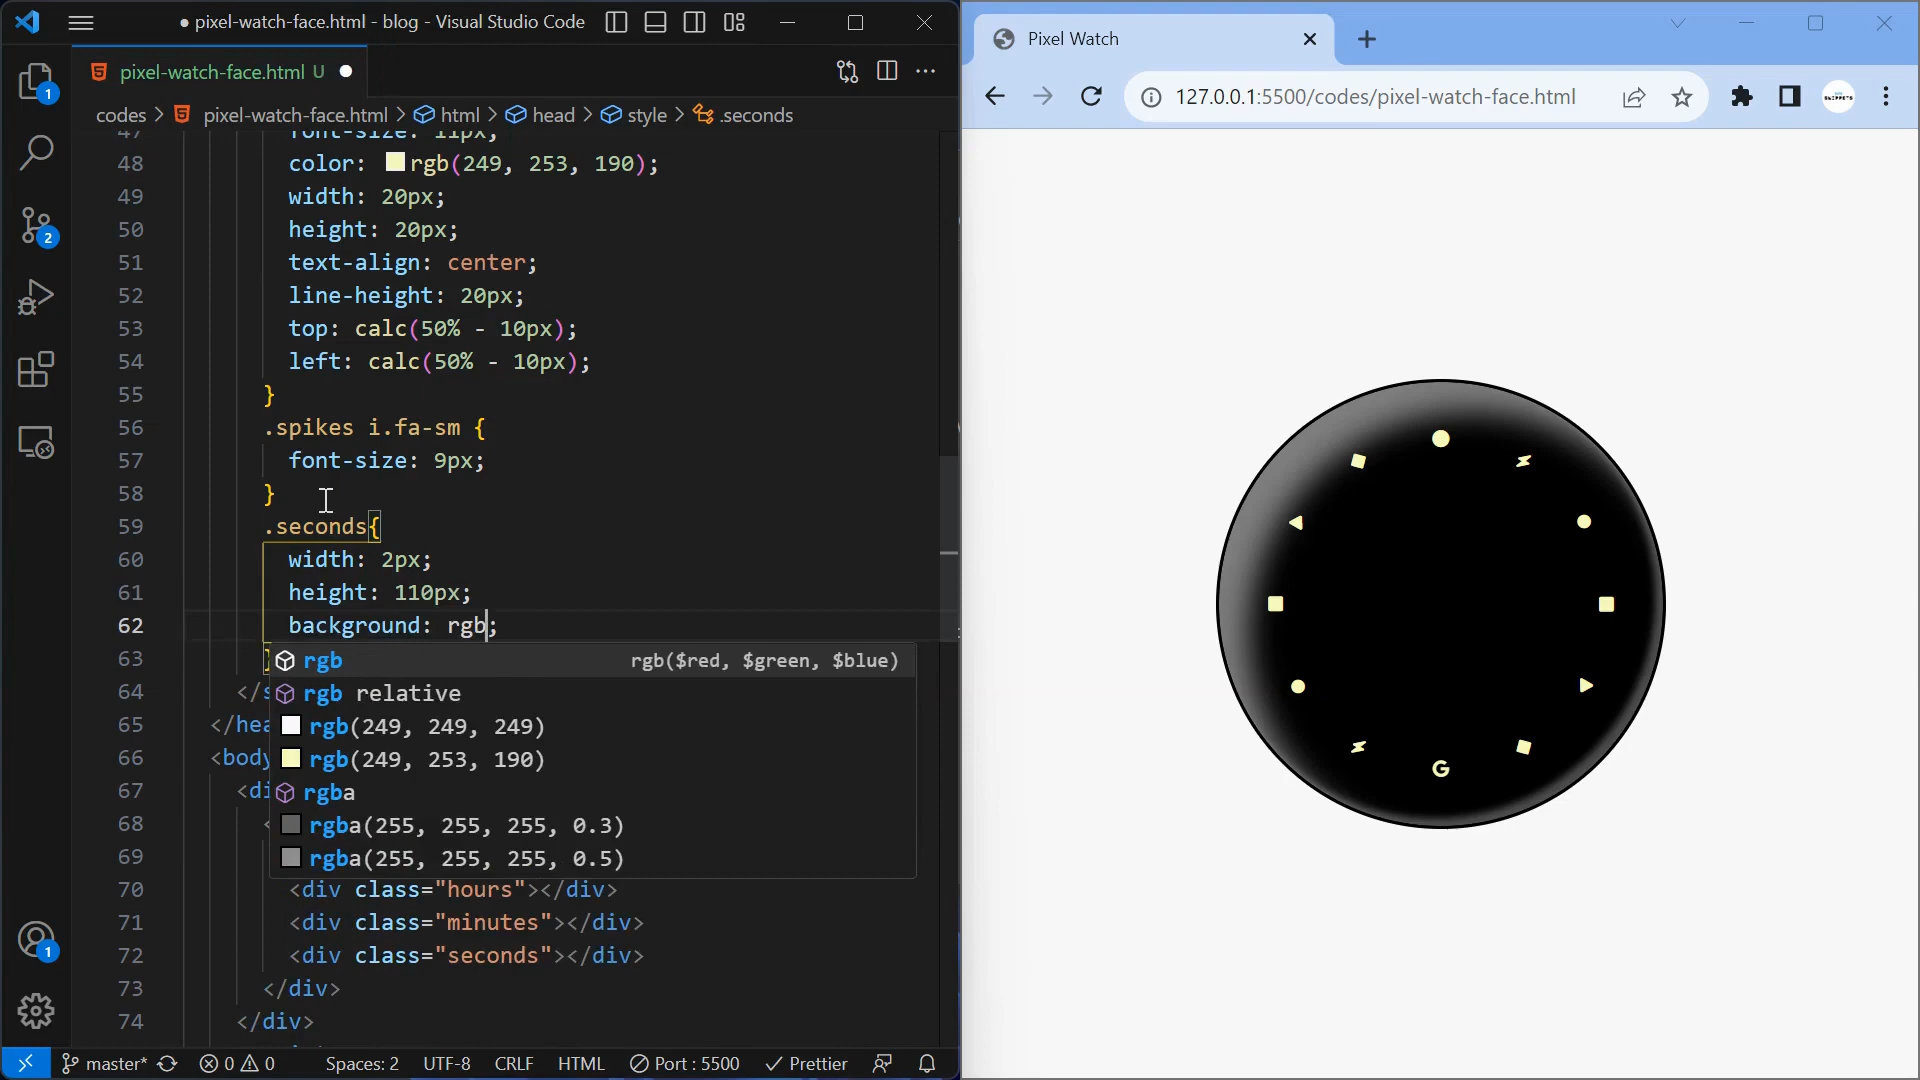 ● pixel-watch-face.html - blog - Visual Studio Code
pixel-watch-face.html U
codes > pixel-watch-face.html > html > head > style > .seconds
47 font-size: 11px;
48 color: rgb(249, 253, 190);
49 width: 20px;
50 height: 20px;
51 text-align: center;
52 line-height: 20px;
53 top: calc(50% - 10px);
54 left: calc(50% - 10px);
55 }
56 .spikes i.fa-sm {
57 font-size: 9px;
58 }
59 .seconds{
60 width: 2px;
61 height: 110px;
62 background: rgb;
63 }
rgb rgb($red, $green, $blue)
rgb relative
rgb(249, 249, 249)
rgb(249, 253, 190)
rgba
rgba(255, 255, 255, 0.3)
rgba(255, 255, 255, 0.5)
64 </s
65 </hea
66 <body
67 <di
68 <
69
70 <div class="hours"></div>
71 <div class="minutes"></div>
72 <div class="seconds"></div>
73 </div>
74 </div>
1
2
1
master* 0 0 Spaces: 2 UTF-8 CRLF HTML Port : 5500 Prettier
Pixel Watch
127.0.0.1:5500/codes/pixel-watch-face.html
G